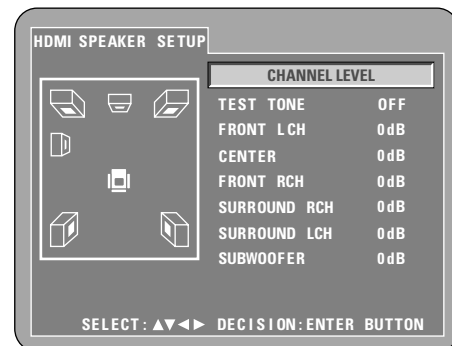 HDMI SPEAKER SETUP
CHANNEL LEVEL
TEST TONE OFF
FRONT LCH 0dB
CENTER 0dB
FRONT RCH 0dB
SURROUND RCH 0dB
SURROUND LCH 0dB
SUBWOOFER 0dB
SELECT:▲▼◄► DECISION:ENTER BUTTON